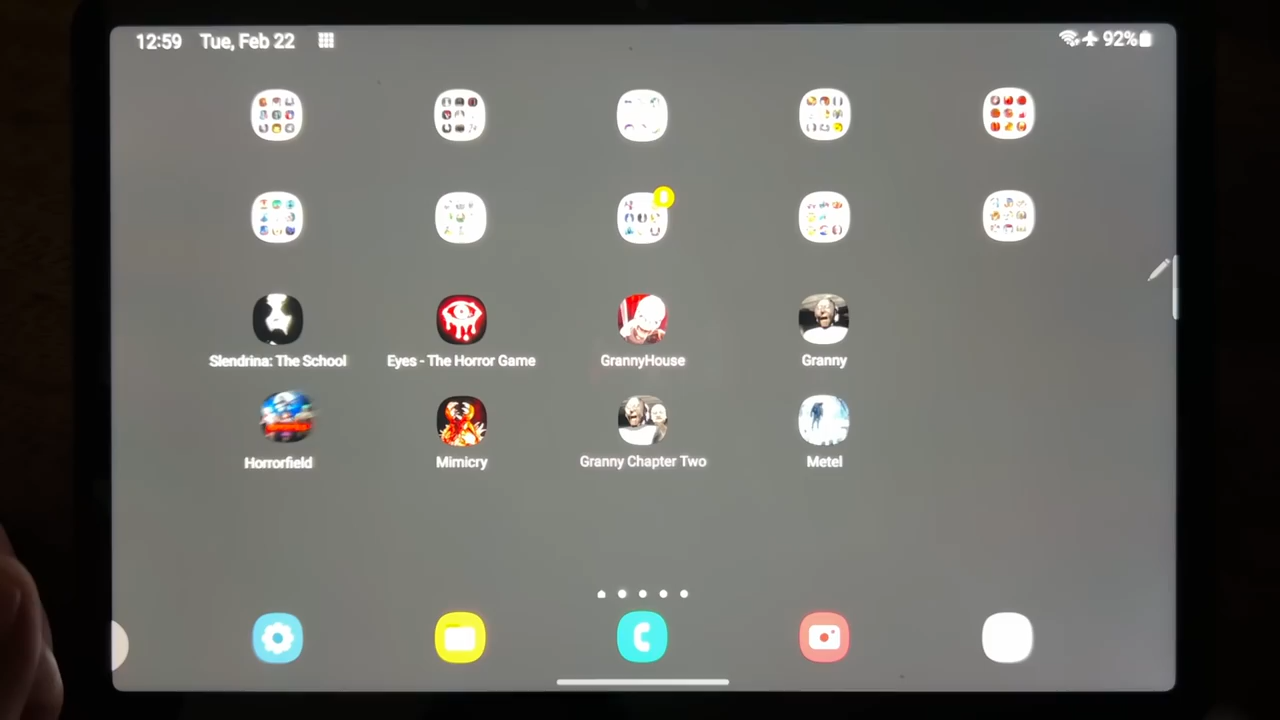 12:59 Tue, Feb 22 92%
Slendrina: The School Eyes - The Horror Game GrannyHouse Granny
Horrorfield Mimicry Granny Chapter Two Metel